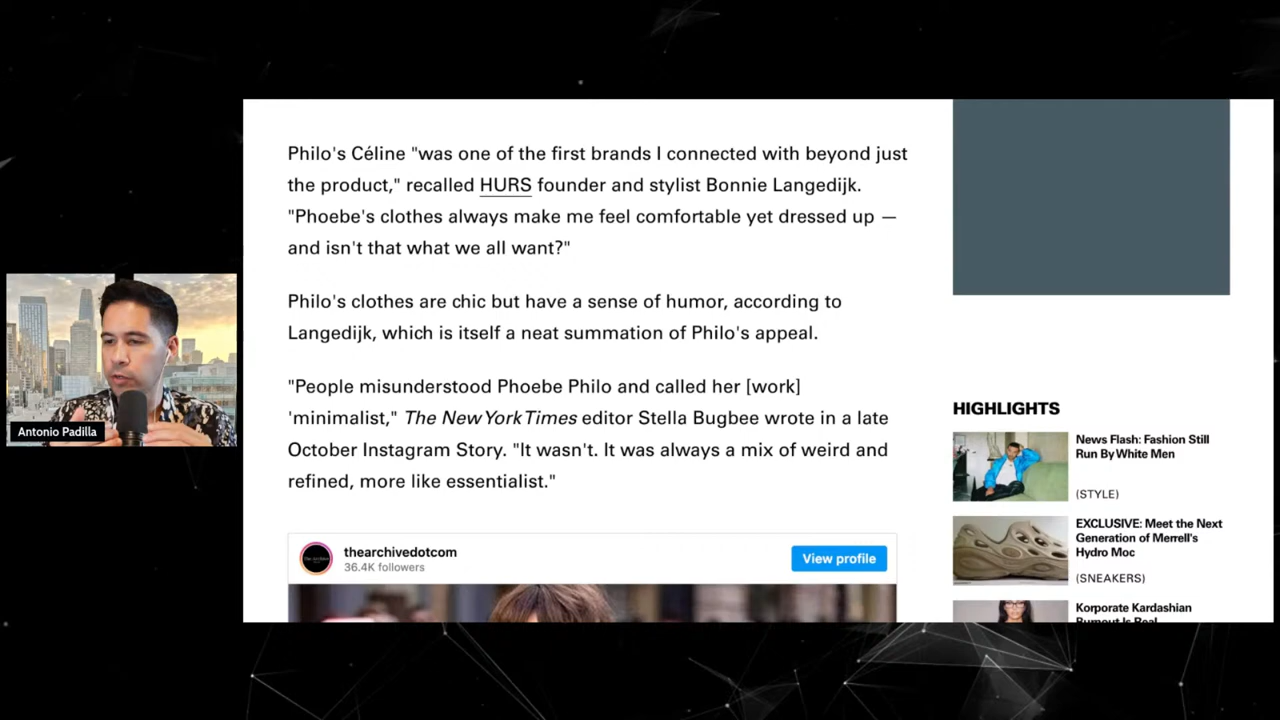 Philo's Céline "was one of the first brands I connected with beyond just
the product," recalled HURS founder and stylist Bonnie Langedijk.
"Phoebe's clothes always make me feel comfortable yet dressed up —
and isn't that what we all want?"
Philo's clothes are chic but have a sense of humor, according to
Langedijk, which is itself a neat summation of Philo's appeal.
"People misunderstood Phoebe Philo and called her [work]
'minimalist," The New York Times editor Stella Bugbee wrote in a late
October Instagram Story. "It wasn't. It was always a mix of weird and
refined, more like essentialist."
thearchivedotcom
36.4K followers
View profile
HIGHLIGHTS
News Flash: Fashion Still
Run By White Men
(STYLE)
EXCLUSIVE: Meet the Next
Generation of Merrell's
Hydro Moc
(SNEAKERS)
Korporate Kardashian
Burnout Is Real
Antonio Padilla